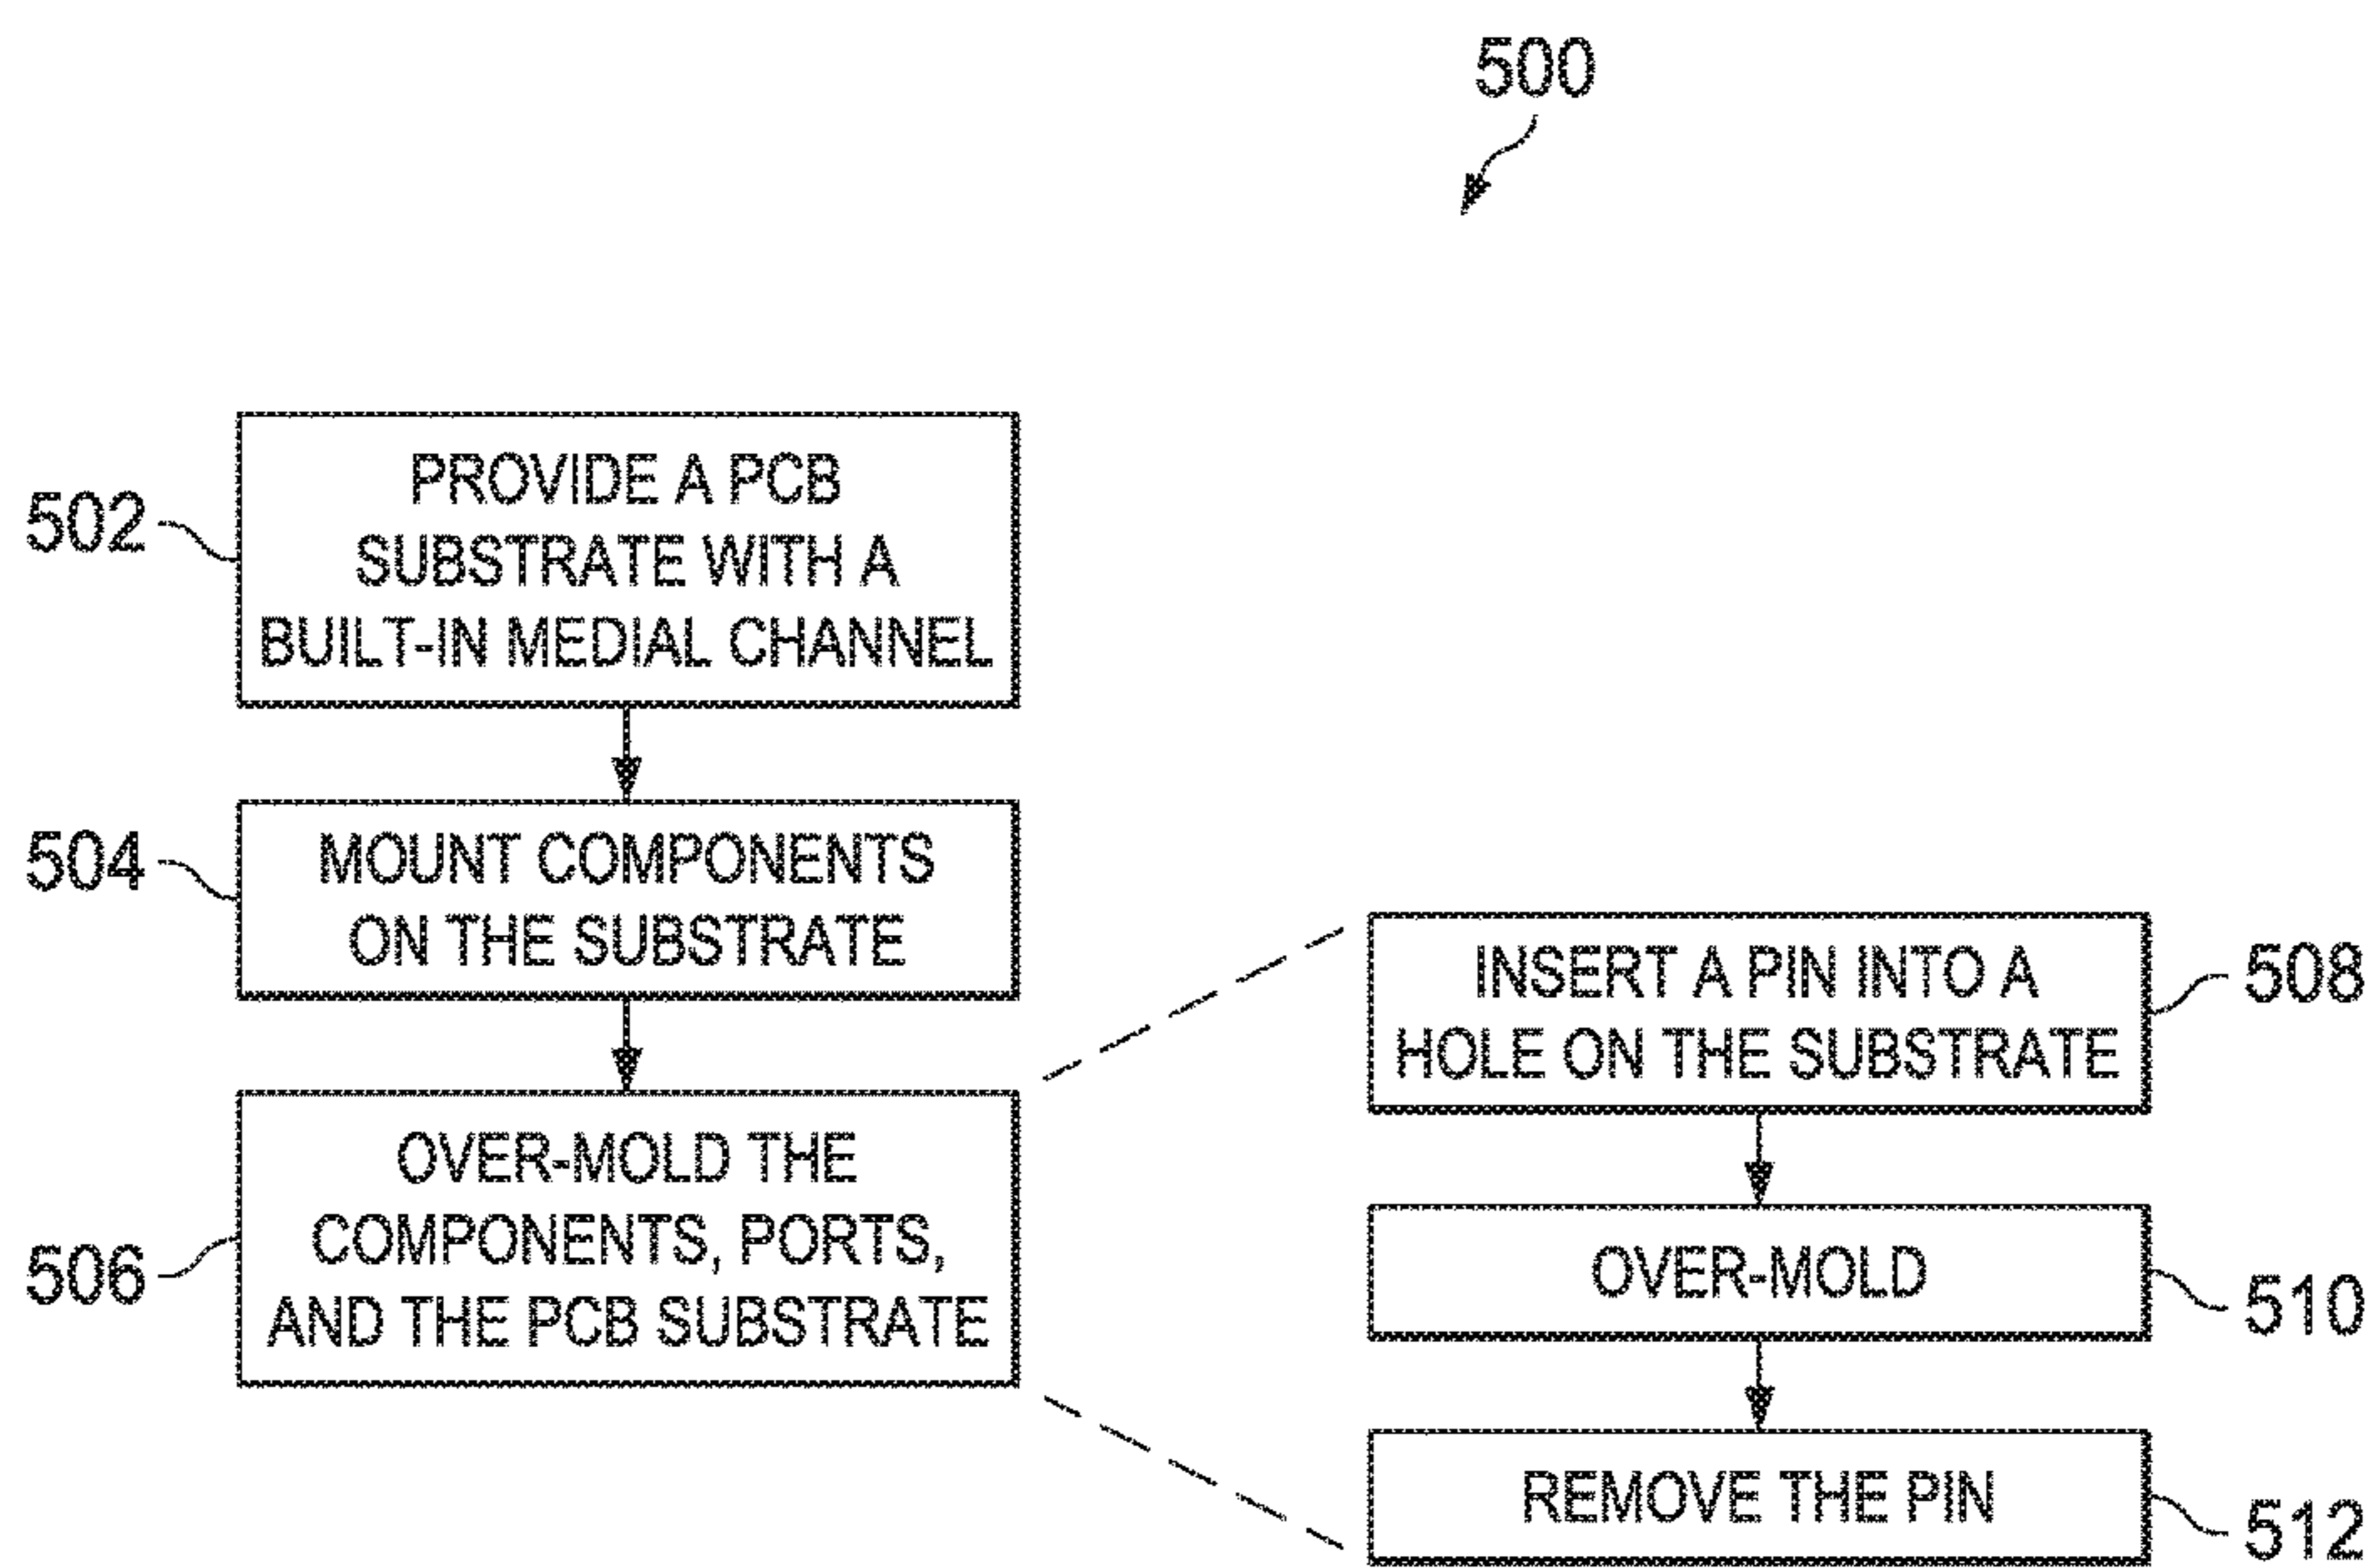 500
502
PROVIDE A PCB
SUBSTRATE WITH A
BUILT-IN MEDIAL CHANNEL
504
MOUNT COMPONENTS
ON THE SUBSTRATE
506
OVER-MOLD THE
COMPONENTS, PORTS,
AND THE PCB SUBSTRATE
INSERT A PIN INTO A
HOLE ON THE SUBSTRATE
508
OVER-MOLD
510
REMOVE THE PIN
512